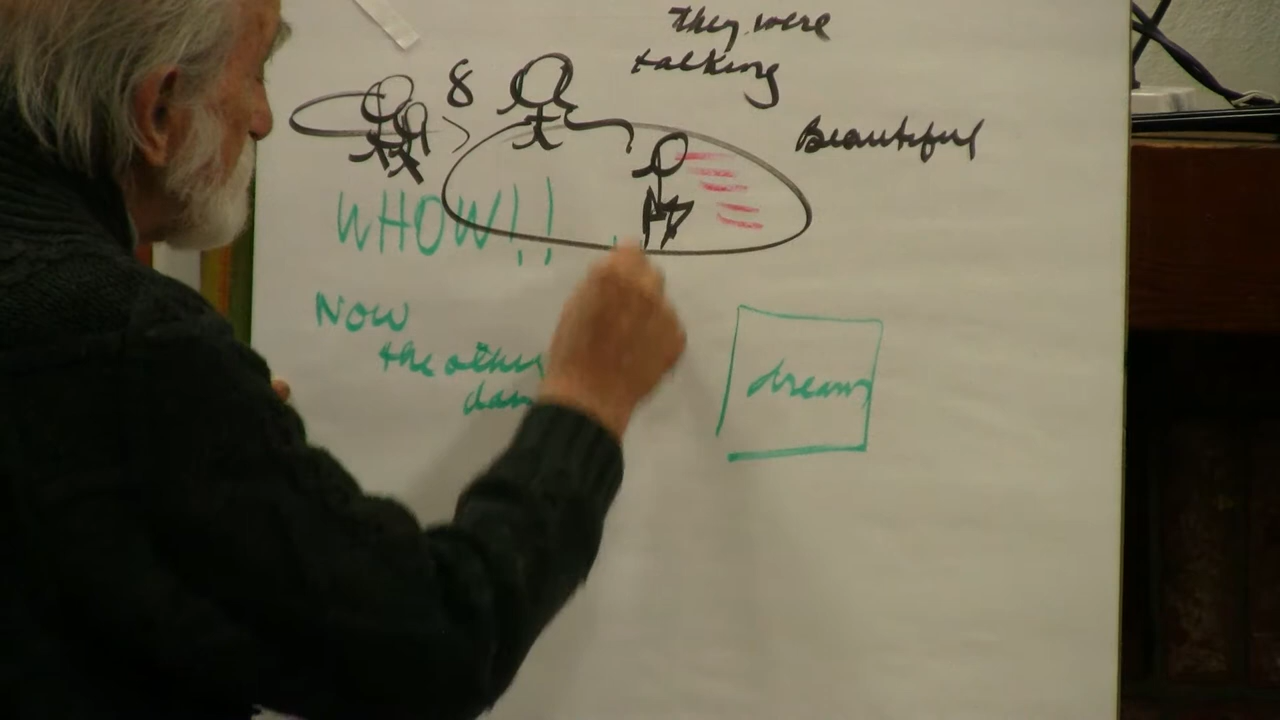 they were
talking
8
Beautiful
WHOW!!
Now
the other
dream